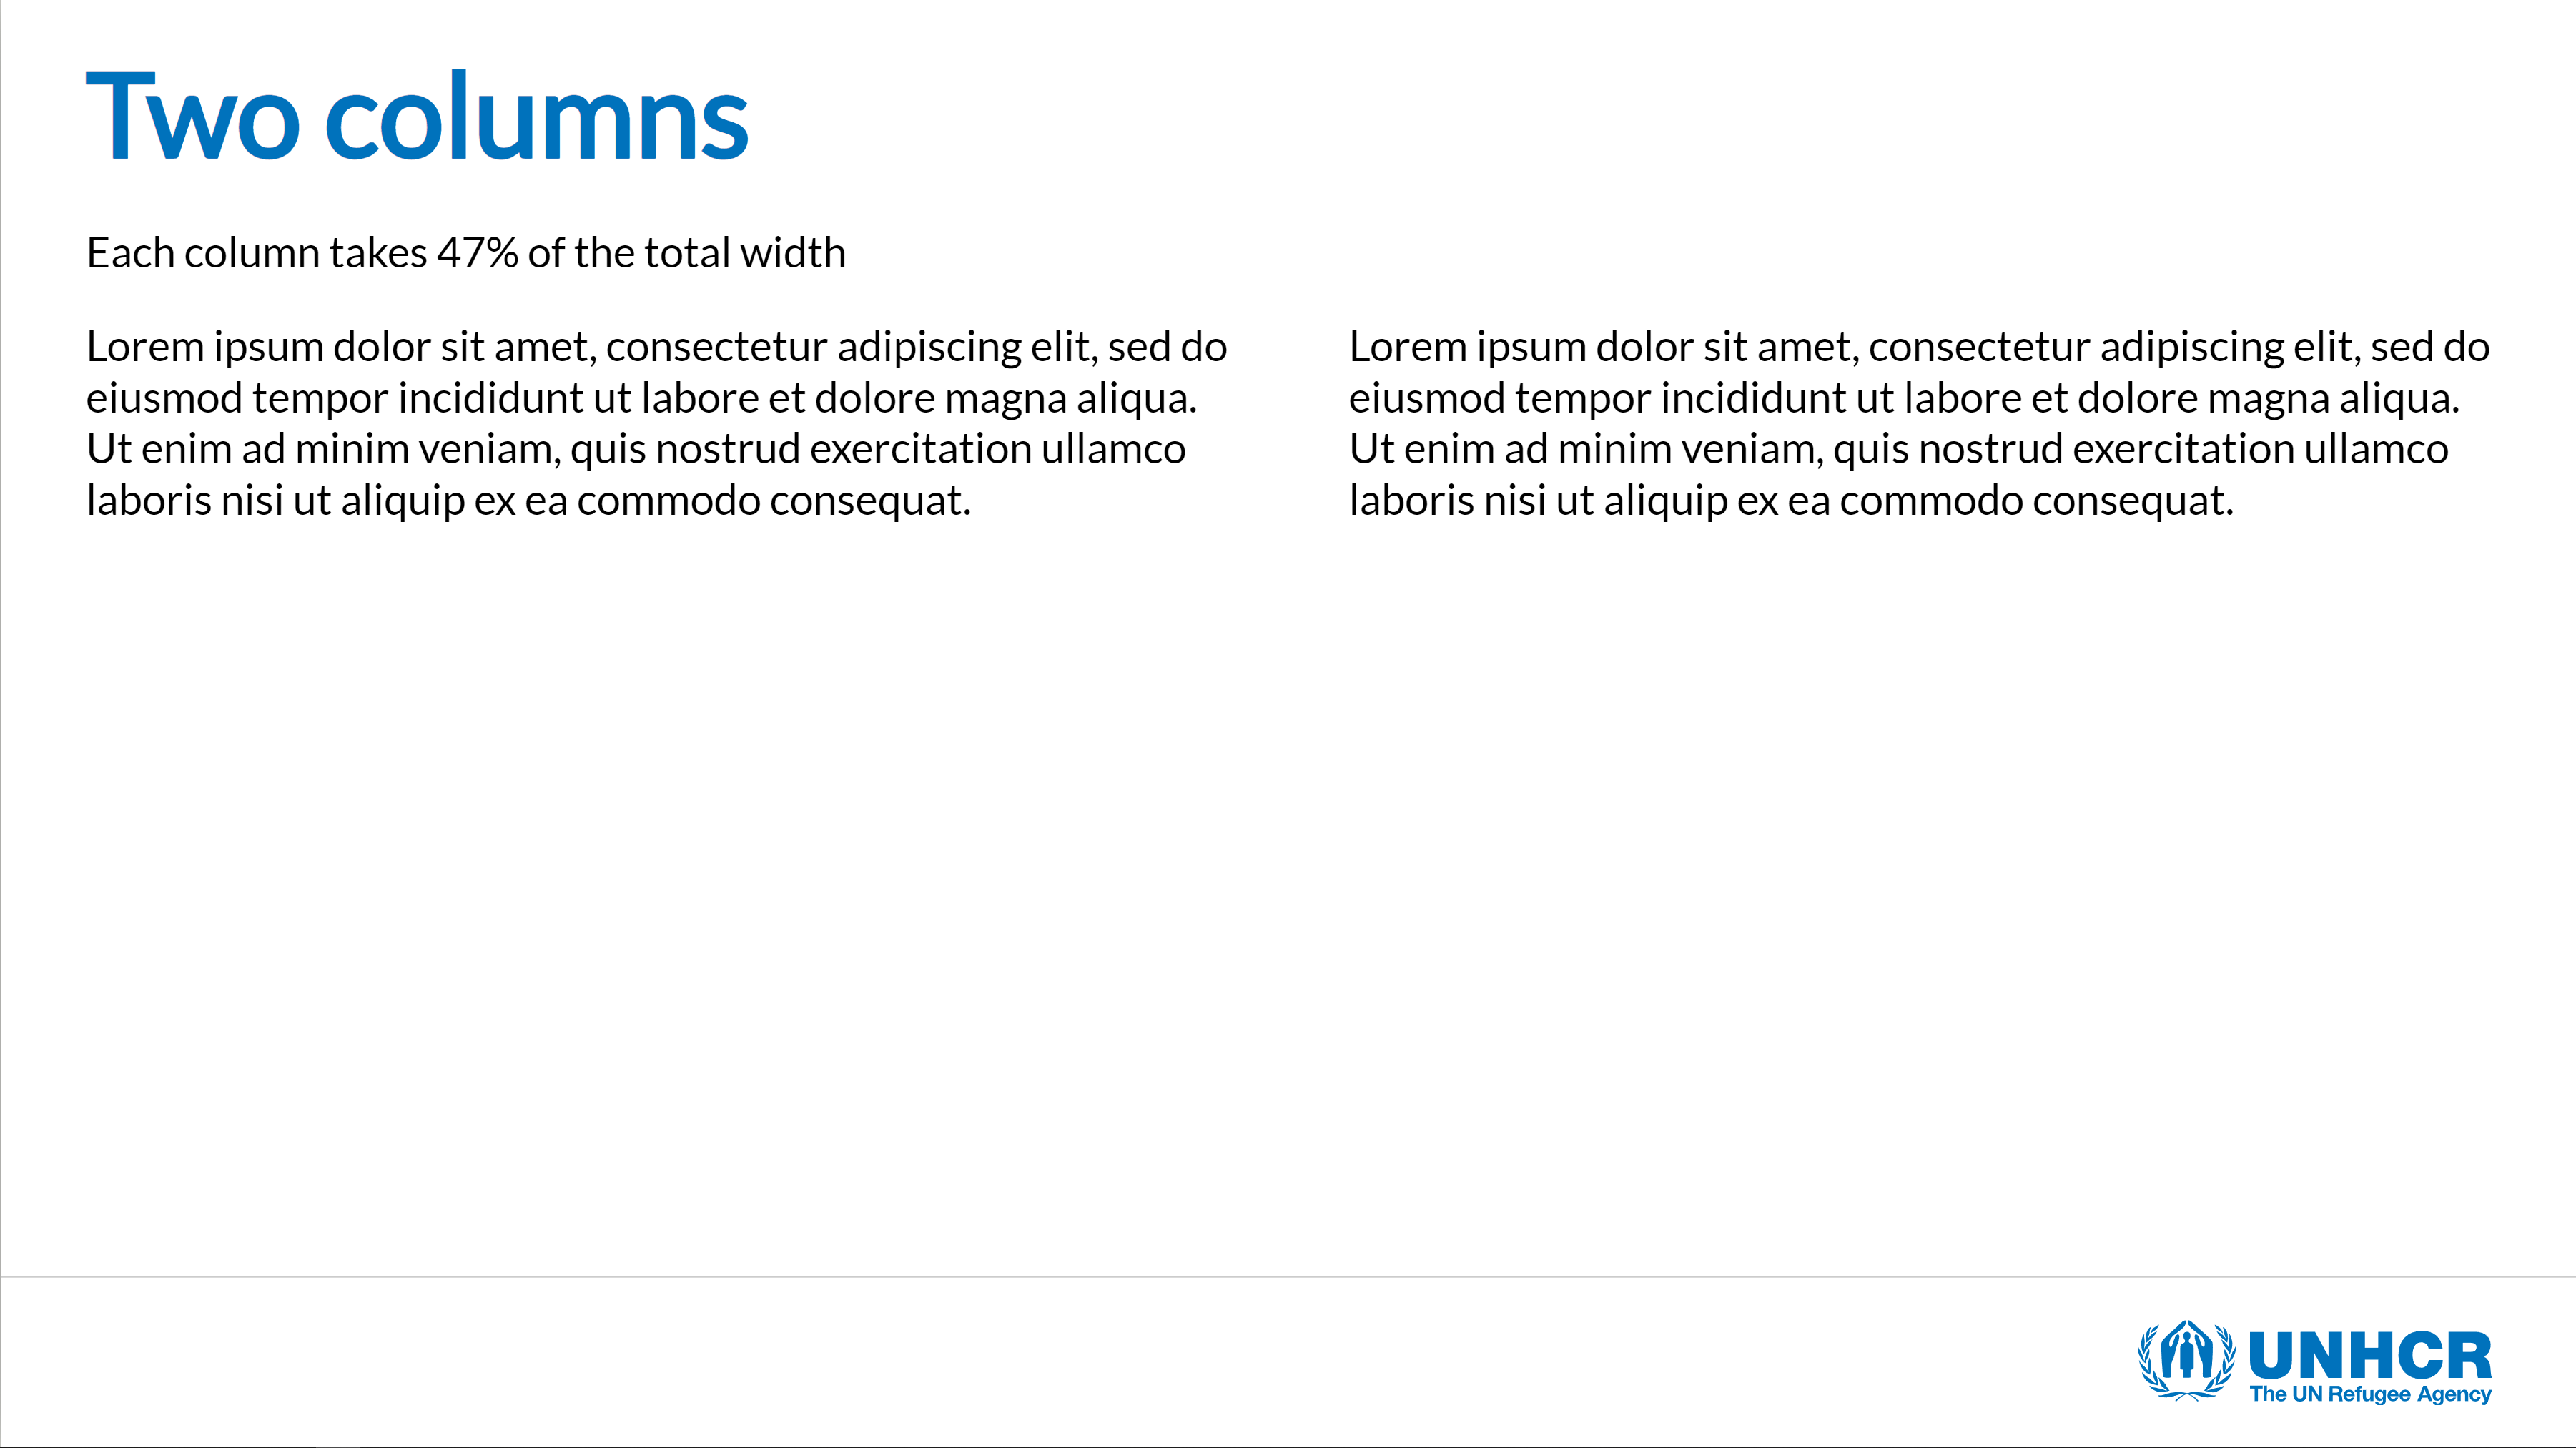 Two columns
Each column takes 47% of the total width
Lorem ipsum dolor sit amet, consectetur adipiscing elit, sed do
eiusmod tempor incididunt ut labore et dolore magna aliqua.
Ut enim ad minim veniam, quis nostrud exercitation ullamco
laboris nisi ut aliquip ex ea commodo consequat.
Lorem ipsum dolor sit amet, consectetur adipiscing elit, sed do
eiusmod tempor incididunt ut labore et dolore magna aliqua.
Ut enim ad minim veniam, quis nostrud exercitation ullamco
laboris nisi ut aliquip ex ea commodo consequat.
UNHCR
The UN Refugee Agency